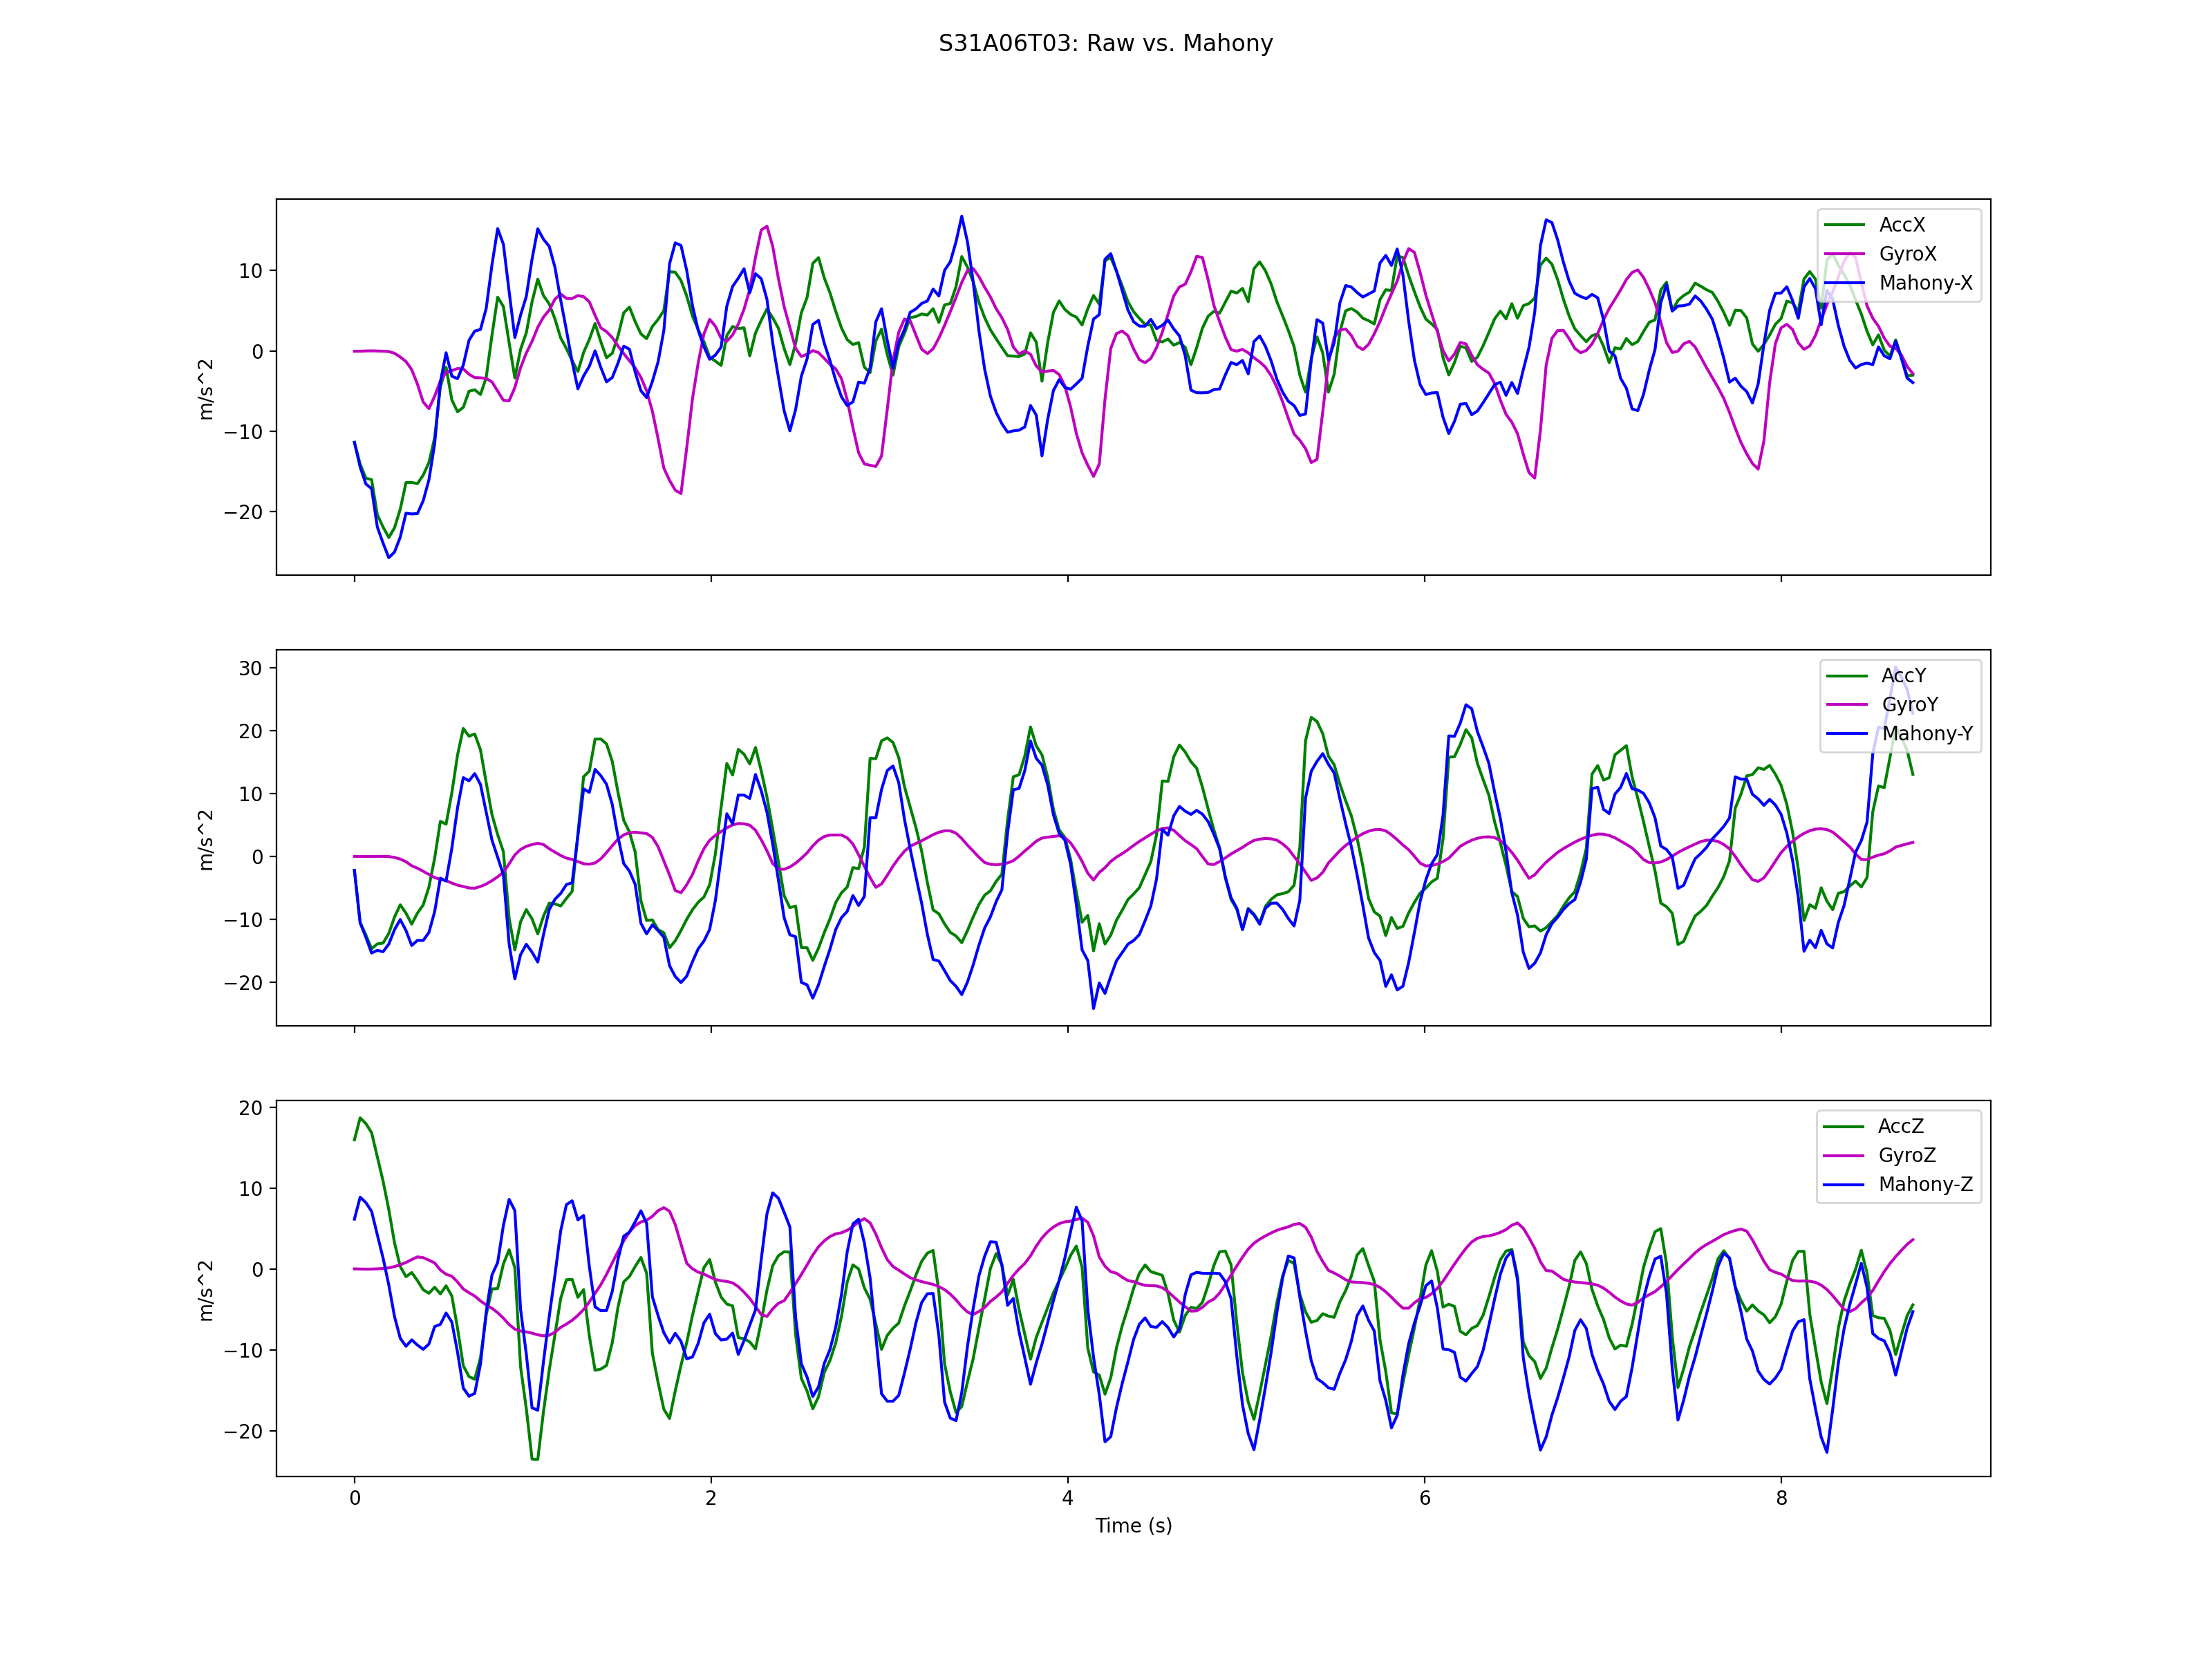 S31A06T03: Raw vs. Mahony
10
0
−10
−20
m/s^2
AccX
GyroX
Mahony-X
30
20
10
0
−10
−20
m/s^2
AccY
GyroY
Mahony-Y
20
10
0
−10
−20
m/s^2
AccZ
GyroZ
Mahony-Z
0 2 4 6 8
Time (s)